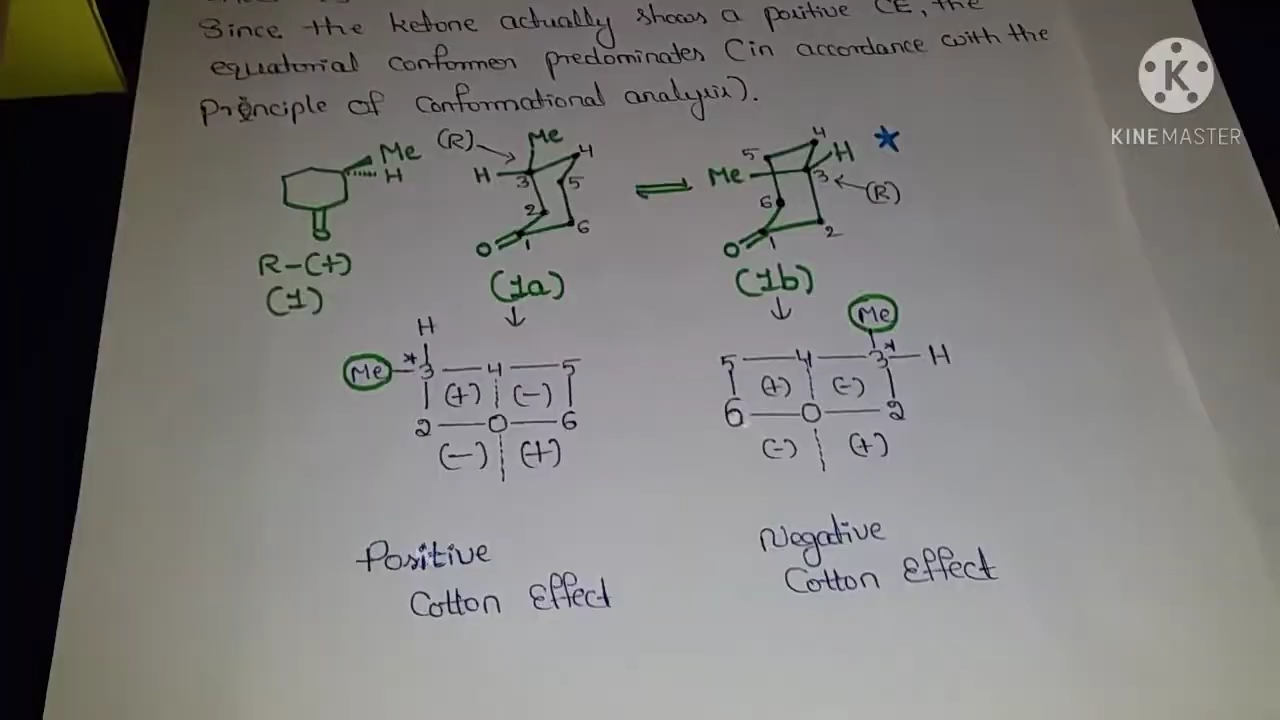 Since the ketone actually shows a positive CE, the
equatorial conformer predominates (in accordance with the
Principle of conformational analysis).
K
KINEMASTER
Me
H
R-(+)
(1)
(R)
Me
H
3
4
5
2
6
1
O
(1a)
5
4
H
Me
3
(R)
6
2
1
O
(1b)
H
Me *3 4 5
(+) (-)
2 O 6
(-) (+)
Me
5 4 3* H
(+) (-)
6 O 2
(-) (+)
Positive
Cotton Effect
Negative
Cotton Effect